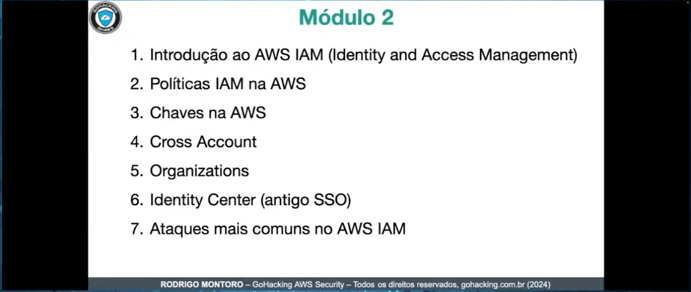 Módulo 2
1. Introdução ao AWS IAM (Identity and Access Management)
2. Políticas IAM na AWS
3. Chaves na AWS
4. Cross Account
5. Organizations
6. Identity Center (antigo SSO)
7. Ataques mais comuns no AWS IAM
RODRIGO MONTORO – GoHacking AWS Security – Todos os direitos reservados, gohacking.com.br (2024)